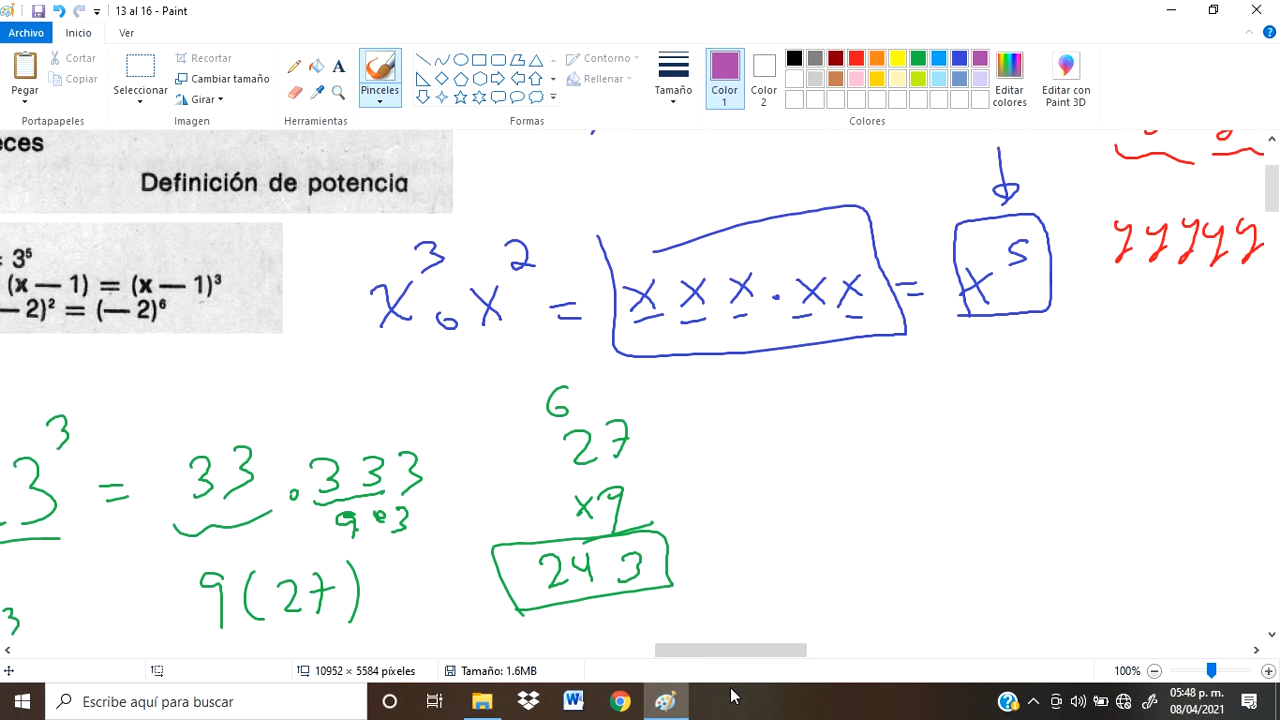 13 al 16 - Paint
Archivo Inicio Ver
Pegar
Cortar
Copiar
Portapapeles
Seleccionar
Recortar
Cambiar tamaño
Girar
Imagen
A
Herramientas
Pinceles
Contorno
Rellenar
Formas
Tamaño
Color 1
Color 2
Editar colores
Editar con Paint 3D
Colores
eces
Definición de potencia
= 3⁵
(x — 1) = (x — 1)³
— 2)² = (— 2)⁶
x³ · x² = x x x · x x = x⁵
y y y y y
3³ = 33 · 333
9 · 3
9(27)
6
27
x9
243
3
10952 × 5584 píxeles
Tamaño: 1.6MB
100%
Escribe aquí para buscar
05:48 p. m.
08/04/2021